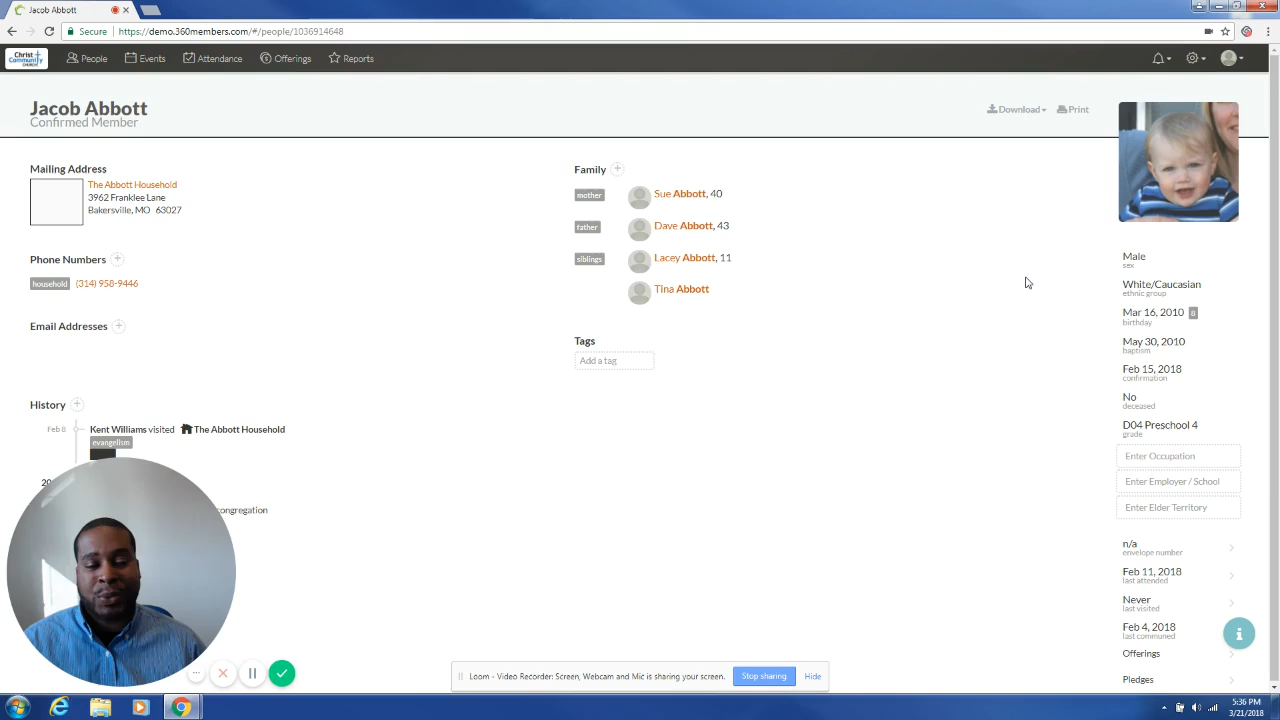 Jacob Abbott
Secure https://demo.360members.com/#/people/1036914648
Christ Community CHURCH People Events Attendance Offerings Reports
Jacob Abbott
Confirmed Member
Download Print
Mailing Address
The Abbott Household
3962 Franklee Lane
Bakersville, MO 63027
Phone Numbers
household (314) 958-9446
Email Addresses
History
Feb 8 Kent Williams visited The Abbott Household
evangelism
20
congregation
Family
mother Sue Abbott, 40
father Dave Abbott, 43
siblings Lacey Abbott, 11
Tina Abbott
Tags
Add a tag
Male
sex
White/Caucasian
ethnic group
Mar 16, 2010 8
birthday
May 30, 2010
baptism
Feb 15, 2018
confirmation
No
deceased
D04 Preschool 4
grade
Enter Occupation
Enter Employer / School
Enter Elder Territory
n/a
envelope number
Feb 11, 2018
last attended
Never
last visited
Feb 4, 2018
last communed
Offerings
Pledges
Loom - Video Recorder: Screen, Webcam and Mic is sharing your screen. Stop sharing Hide
5:36 PM
3/21/2018